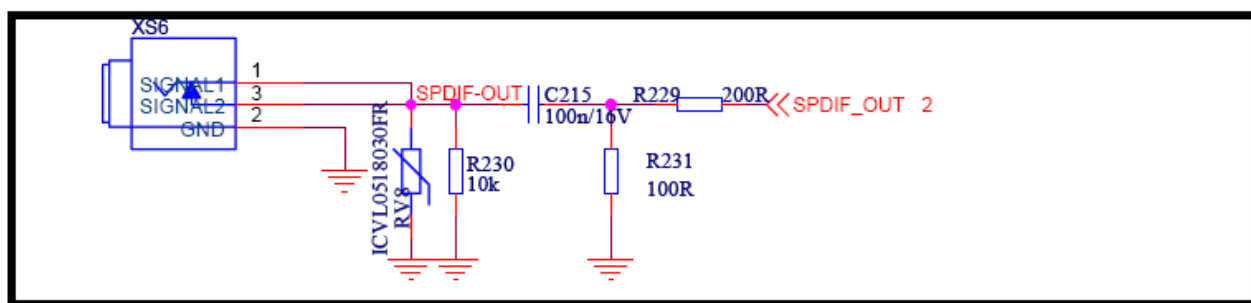 XS6
SIGNAL1
1
SIGNAL2
3
GND
2
SPDIF-OUT
C215
100n/16V
R229
200R
SPDIF_OUT 2
ICVL0518030FR
RV8
R230
10k
R231
100R